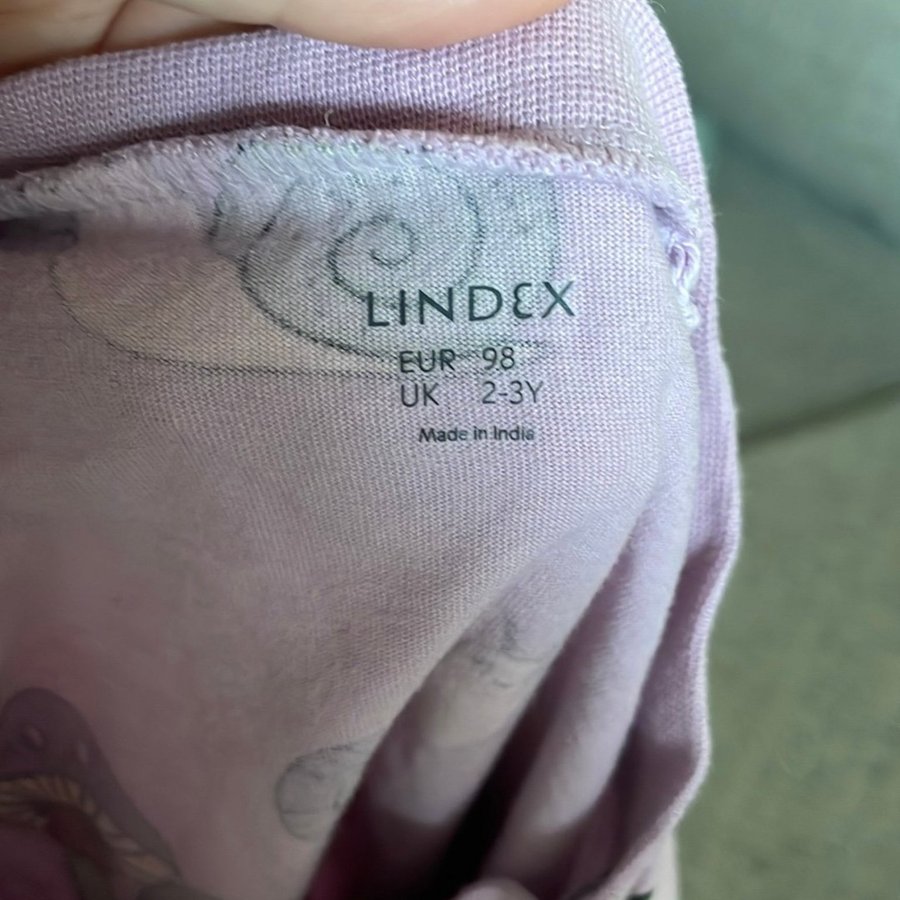 LINDEX
EUR 98
UK 2-3Y
Made in India